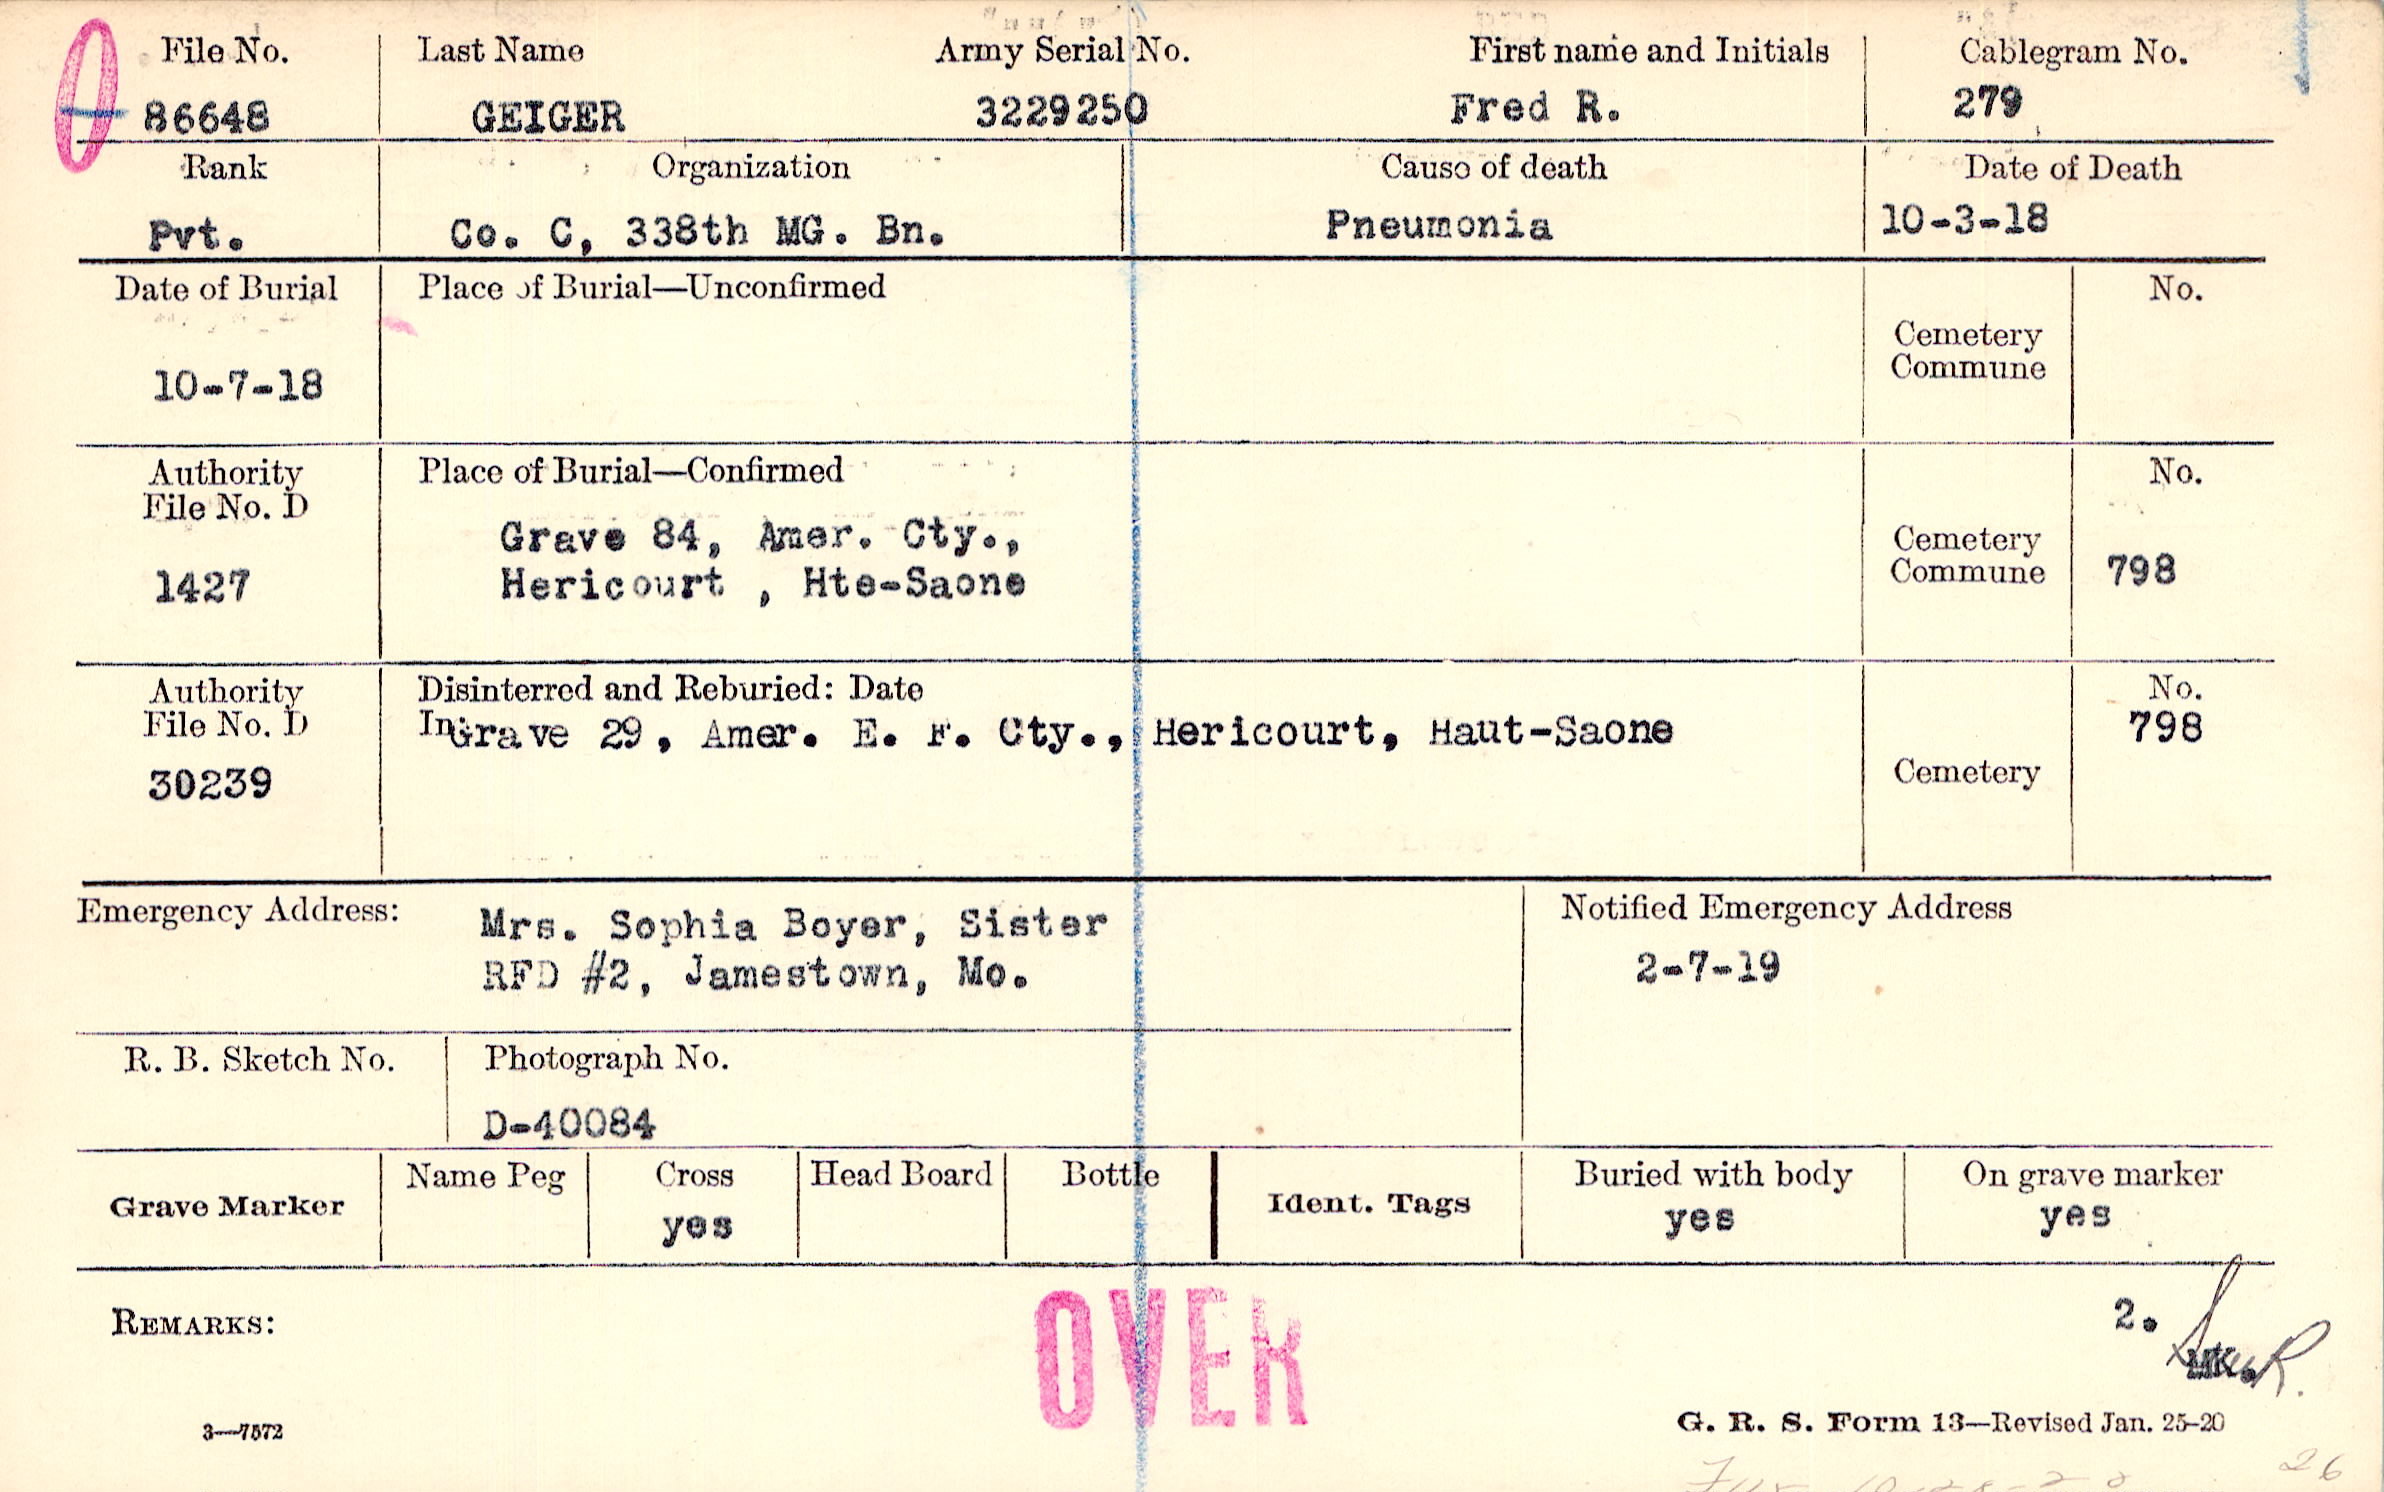 File No. Last Name Army Serial No. First name and Initials Cablegram No.
86648 GEIGER 3229250 Fred R. 279
Rank Organization Cause of death Date of Death
Pvt. Co. C, 338th MG. Bn. Pneumonia 10-3-18
Date of Burial Place of Burial—Unconfirmed No.
Cemetery
Commune
10-7-18
Authority Place of Burial—Confirmed No.
File No. D
Grave 84, Amer. Cty., Cemetery
1427 Hericourt , Hte-Saone Commune 798
Authority Disinterred and Reburied: Date No.
File No. D In Grave 29, Amer. E. F. Cty., Hericourt, Haut-Saone 798
30239 Cemetery
Emergency Address: Mrs. Sophia Boyer, Sister Notified Emergency Address
RFD #2, Jamestown, Mo. 2-7-19
R. B. Sketch No. Photograph No.
D-40084
Grave Marker Name Peg Cross Head Board Bottle Ident. Tags Buried with body On grave marker
yes yes yes
REMARKS: OVER 2.
3—7572 G. R. S. Form 13—Revised Jan. 25-20
26